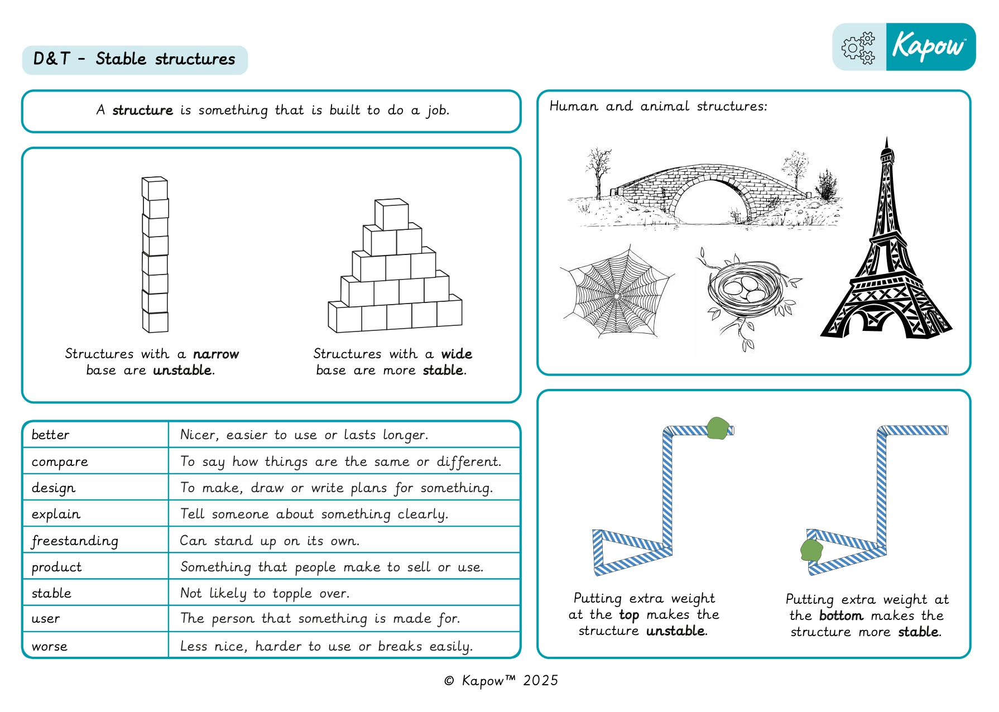 D&T - Stable structures
Kapow™
A structure is something that is built to do a job.
Structures with a narrow
base are unstable.
Structures with a wide
base are more stable.
better Nicer, easier to use or lasts longer.
compare To say how things are the same or different.
design To make, draw or write plans for something.
explain Tell someone about something clearly.
freestanding Can stand up on its own.
product Something that people make to sell or use.
stable Not likely to topple over.
user The person that something is made for.
worse Less nice, harder to use or breaks easily.
Human and animal structures:
Putting extra weight
at the top makes the
structure unstable.
Putting extra weight at
the bottom makes the
structure more stable.
© Kapow™ 2025